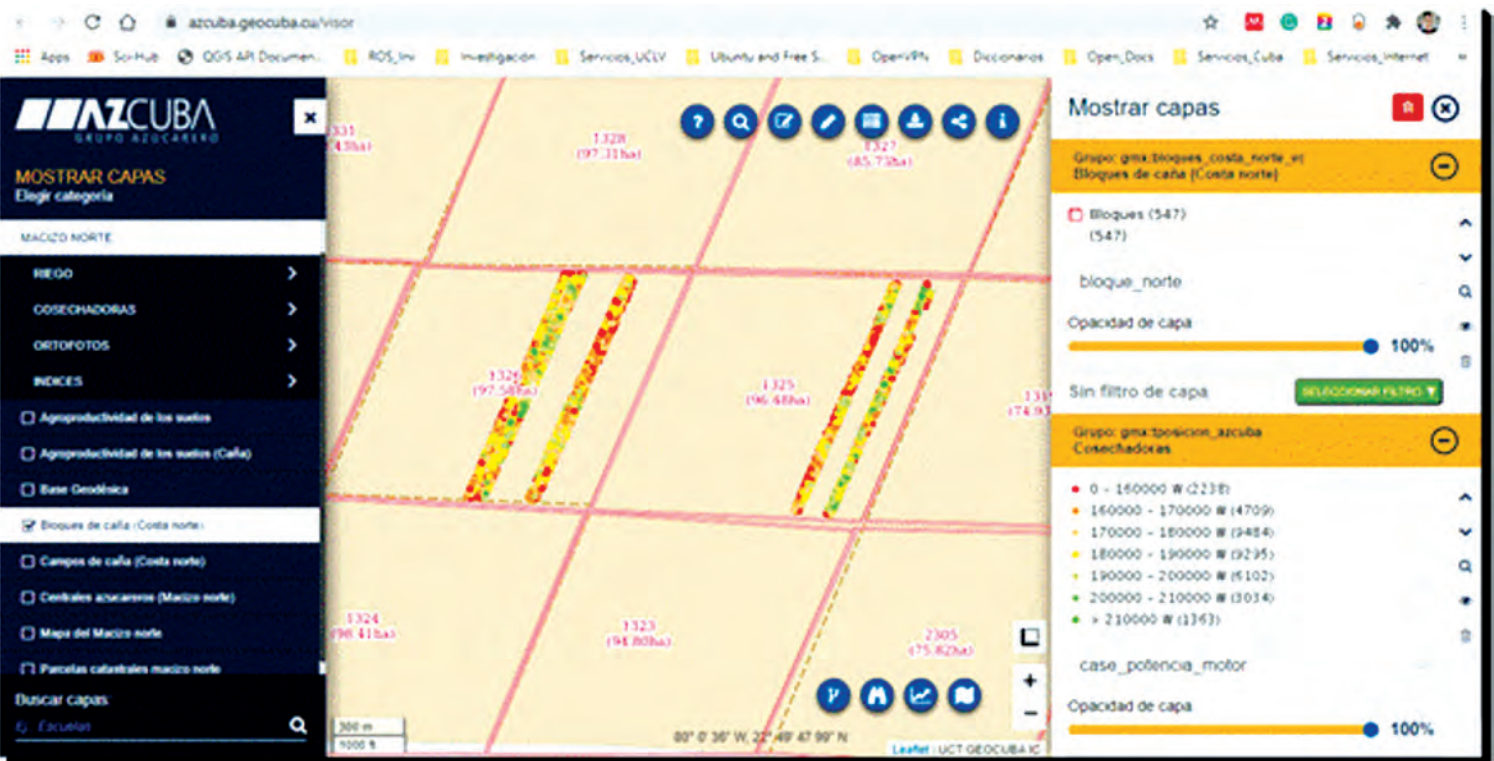 azcuba.geocuba.cu/visor
Apps
Sci-Hub
QGIS API Documen...
ROS_Inv
Investigación
Servicios_UCLV
Ubuntu and Free S...
OpenVPN
Diccionarios
Open_Docs
Servicios_Cuba
Servicios_Internet
»
AZCUBA
GRUPO AZUCARERO
MOSTRAR CAPAS
Elegir categoría
MACIZO NORTE
RIEGO
COSECHADORAS
ORTOFOTOS
INDICES
Agroproductividad de los suelos
Agroproductividad de los suelos (Caña)
Base Geodésica
Bloques de caña (Costa norte)
Campos de caña (Costa norte)
Centrales azucareros (Macizo norte)
Mapa del Macizo norte
Parcelas catastrales macizo norte
Buscar capas:
Ej. Escuelas
1328
(97.31ha)
1327
(85.75ha)
1326
1325
(96.48ha)
1324
(98.41ha)
1323
(94.80ha)
2305
(75.82ha)
300 m
1000 ft
Leaflet | UCT GEOCUBA IC
Mostrar capas
Bloques de caña (Costa norte)
Bloques (547)
(547)
bloque_norte
Opacidad de capa
100%
Sin filtro de capa
SELECCIONAR FILTRO
Grupo: gmx:tposicion_azcuba
Cosechadoras
0 - 160000 W (2238)
160000 - 170000 W (4709)
170000 - 180000 W (9484)
180000 - 190000 W (9295)
190000 - 200000 W (6102)
200000 - 210000 W (3034)
> 210000 W (1363)
case_potencia_motor
Opacidad de capa
100%